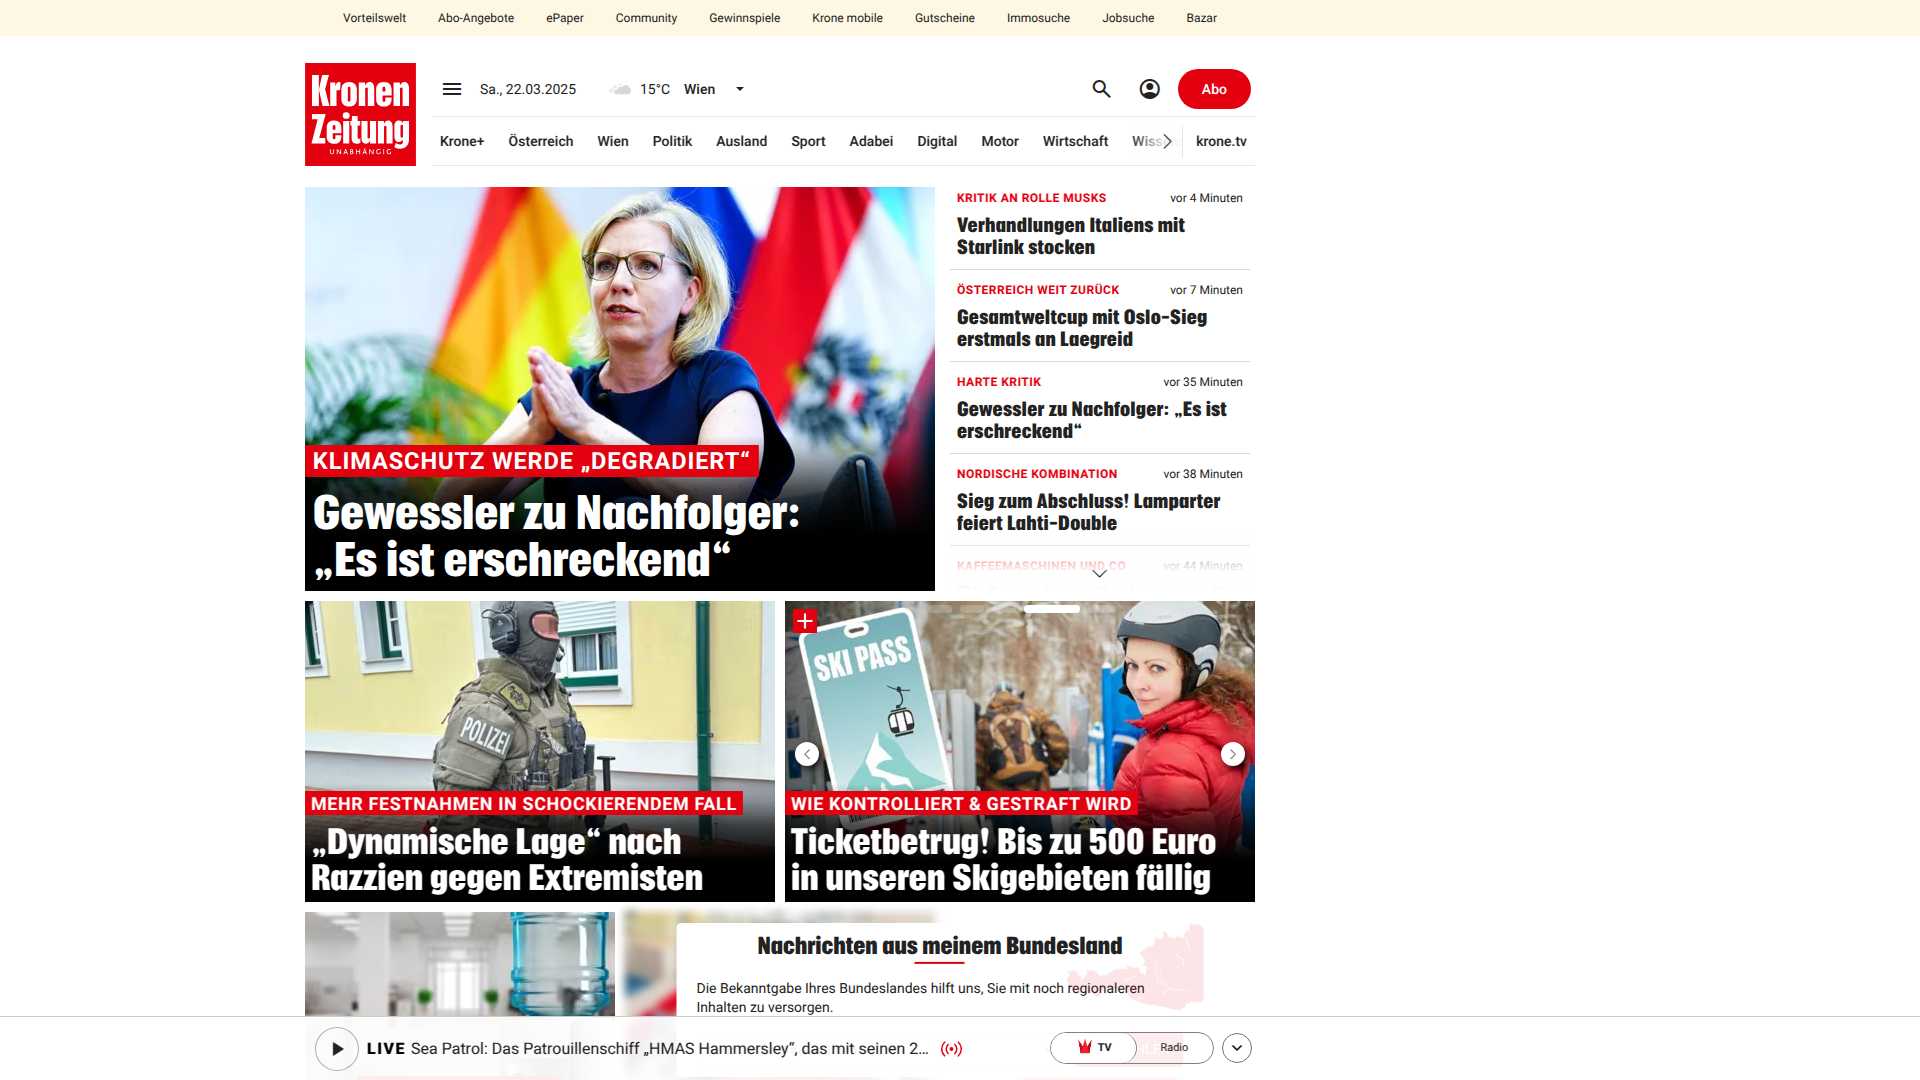 Vorteilswelt Abo-Angebote ePaper Community Gewinnspiele Krone mobile Gutscheine Immosuche Jobsuche Bazar
Kronen
Zeitung
UNABHÄNGIG
Sa., 22.03.2025 15°C Wien
Abo
Krone+ Österreich Wien Politik Ausland Sport Adabei Digital Motor Wirtschaft Wiss krone.tv
KLIMASCHUTZ WERDE „DEGRADIERT“
Gewessler zu Nachfolger:
„Es ist erschreckend“
KRITIK AN ROLLE MUSKS vor 4 Minuten
Verhandlungen Italiens mit
Starlink stocken
ÖSTERREICH WEIT ZURÜCK vor 7 Minuten
Gesamtweltcup mit Oslo-Sieg
erstmals an Laegreid
HARTE KRITIK vor 35 Minuten
Gewessler zu Nachfolger: „Es ist
erschreckend“
NORDISCHE KOMBINATION vor 38 Minuten
Sieg zum Abschluss! Lamparter
feiert Lahti-Double
KAFFEEMASCHINEN UND CO vor 44 Minuten
POLIZEI
MEHR FESTNAHMEN IN SCHOCKIERENDEM FALL
„Dynamische Lage“ nach
Razzien gegen Extremisten
SKI PASS
WIE KONTROLLIERT & GESTRAFT WIRD
Ticketbetrug! Bis zu 500 Euro
in unseren Skigebieten fällig
Nachrichten aus meinem Bundesland
Die Bekanntgabe Ihres Bundeslandes hilft uns, Sie mit noch regionaleren
Inhalten zu versorgen.
LIVE Sea Patrol: Das Patrouillenschiff „HMAS Hammersley“, das mit seinen 2...
TV Radio